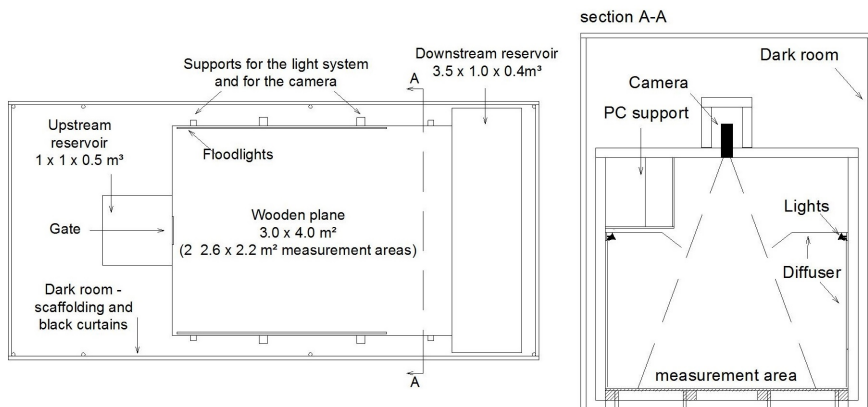 Supports for the light system
and for the camera
A
Downstream reservoir
3.5 x 1.0 x 0.4m³
Upstream
reservoir
1 x 1 x 0.5 m³
Floodlights
Gate
Wooden plane
3.0 x 4.0 m²
(2 2.6 x 2.2 m² measurement areas)
Dark room -
scaffolding and
black curtains
A
section A-A
Dark room
Camera
PC support
Lights
Diffuser
measurement area